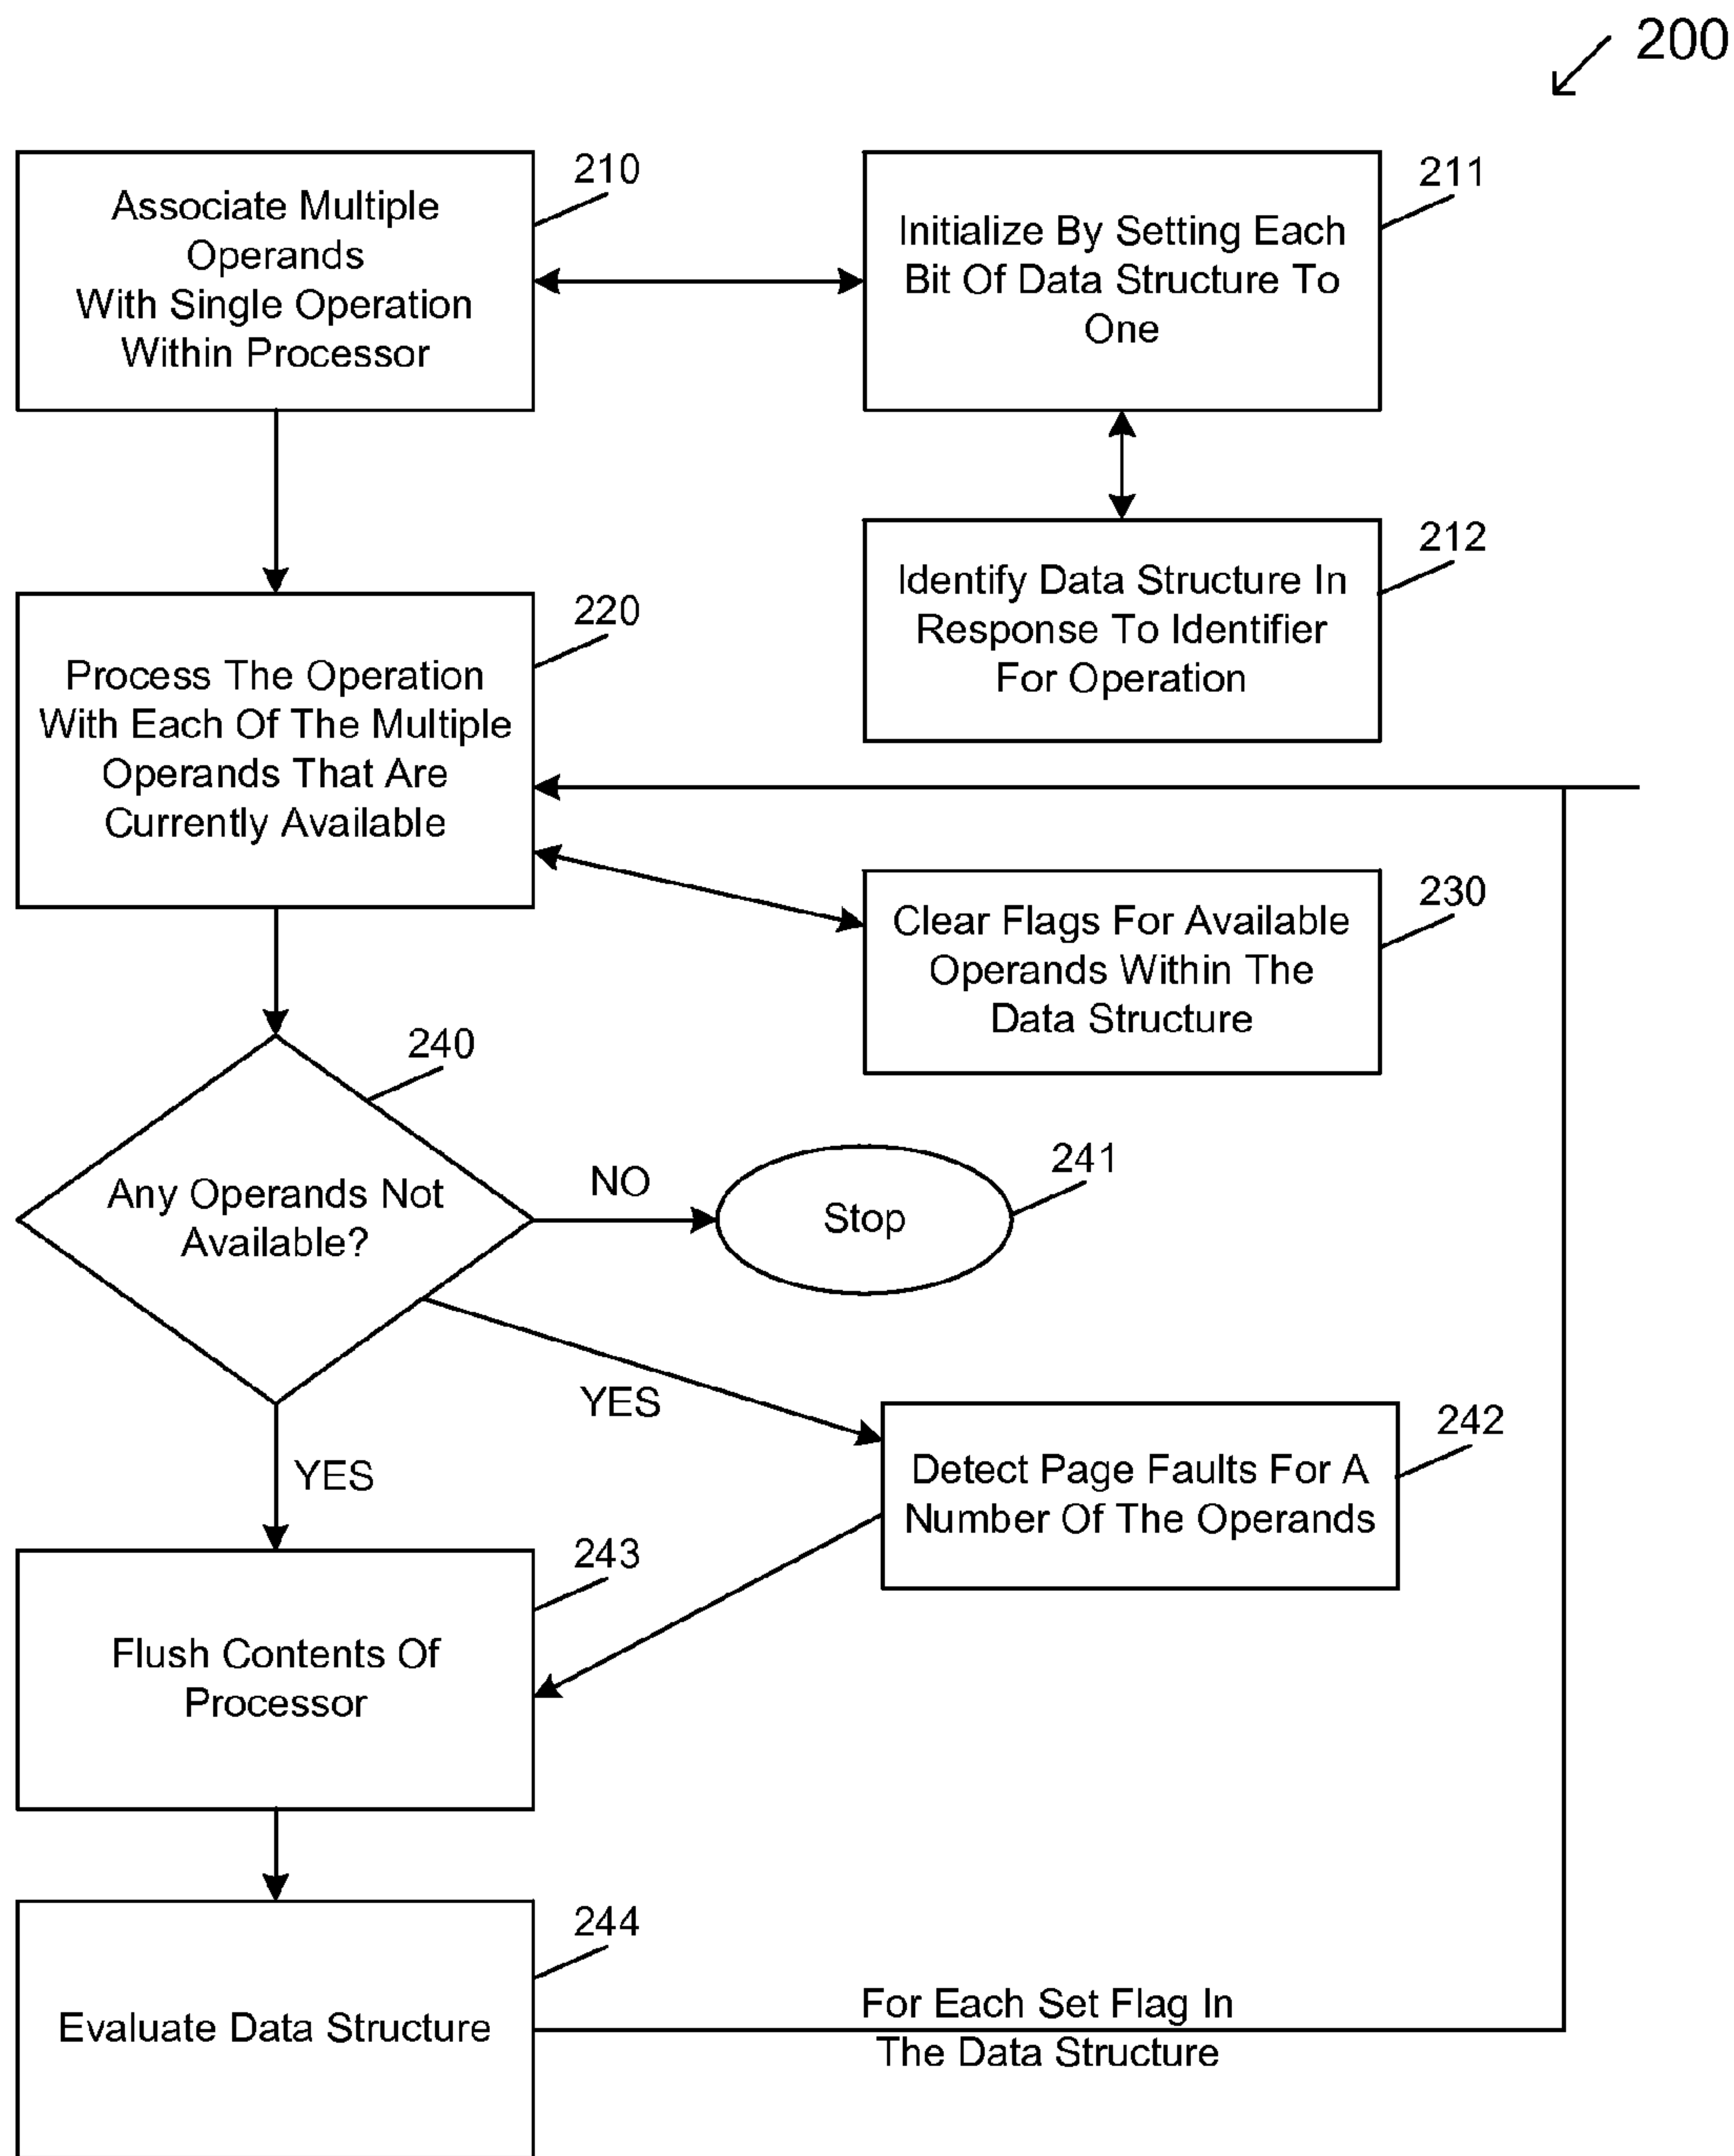 200
210
Associate Multiple
Operands
With Single Operation
Within Processor
211
Initialize By Setting Each
Bit Of Data Structure To
One
212
Identify Data Structure In
Response To Identifier
For Operation
220
Process The Operation
With Each Of The Multiple
Operands That Are
Currently Available
230
Clear Flags For Available
Operands Within The
Data Structure
240
Any Operands Not
Available?
NO
241
Stop
YES
242
Detect Page Faults For A
Number Of The Operands
YES
243
Flush Contents Of
Processor
244
Evaluate Data Structure
For Each Set Flag In
The Data Structure